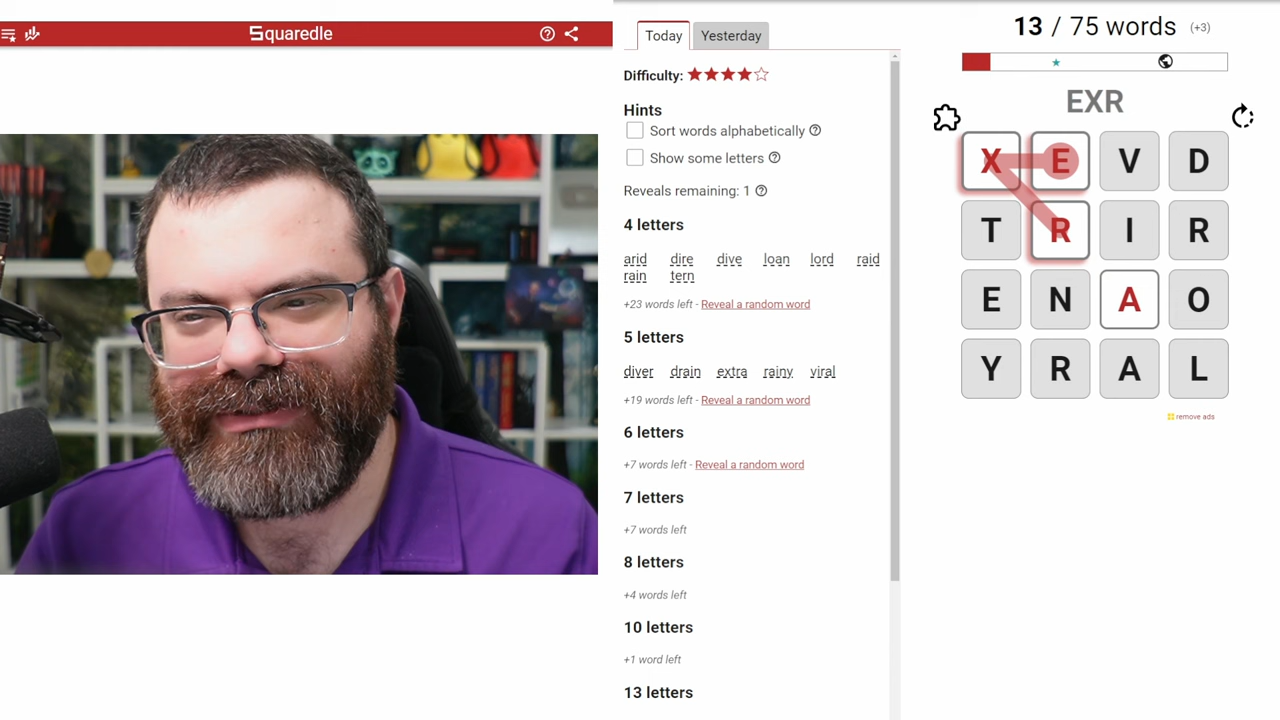 Squaredle
Today
Yesterday
Difficulty:
Hints
Sort words alphabetically
Show some letters
Reveals remaining: 1
4 letters
arid dire dive loan lord raid
rain tern
+23 words left - Reveal a random word
5 letters
diver drain extra rainy viral
+19 words left - Reveal a random word
6 letters
+7 words left - Reveal a random word
7 letters
+7 words left
8 letters
+4 words left
10 letters
+1 word left
13 letters
13 / 75 words (+3)
EXR
X E V D
T R I R
E N A O
Y R A L
remove ads